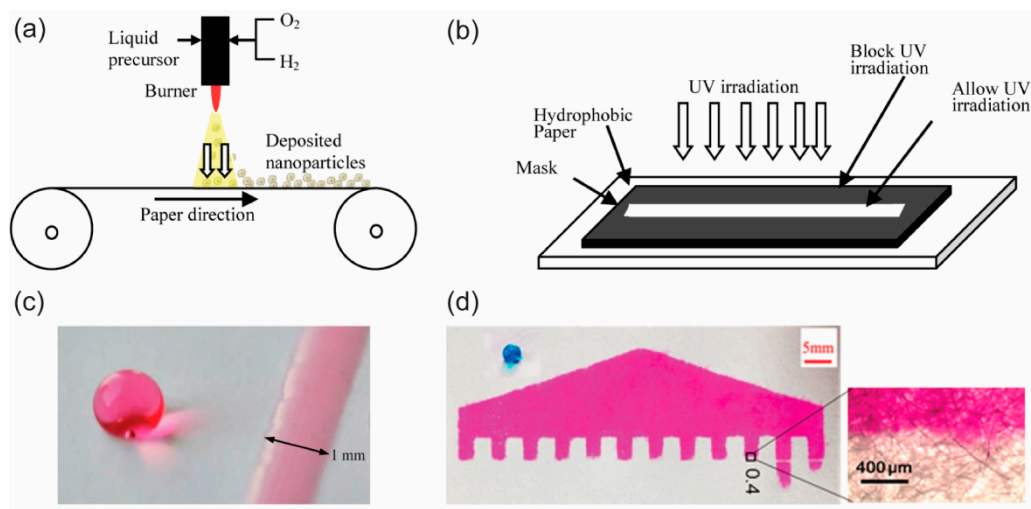 (a)
O₂
Liquid
precursor
H₂
Burner
Deposited
nanoparticles
Paper direction
(b)
Block UV
irradiation
UV irradiation
Allow UV
irradiation
Hydrophobic
Paper
Mask
(c)
1 mm
(d)
5mm
0.4
400µm